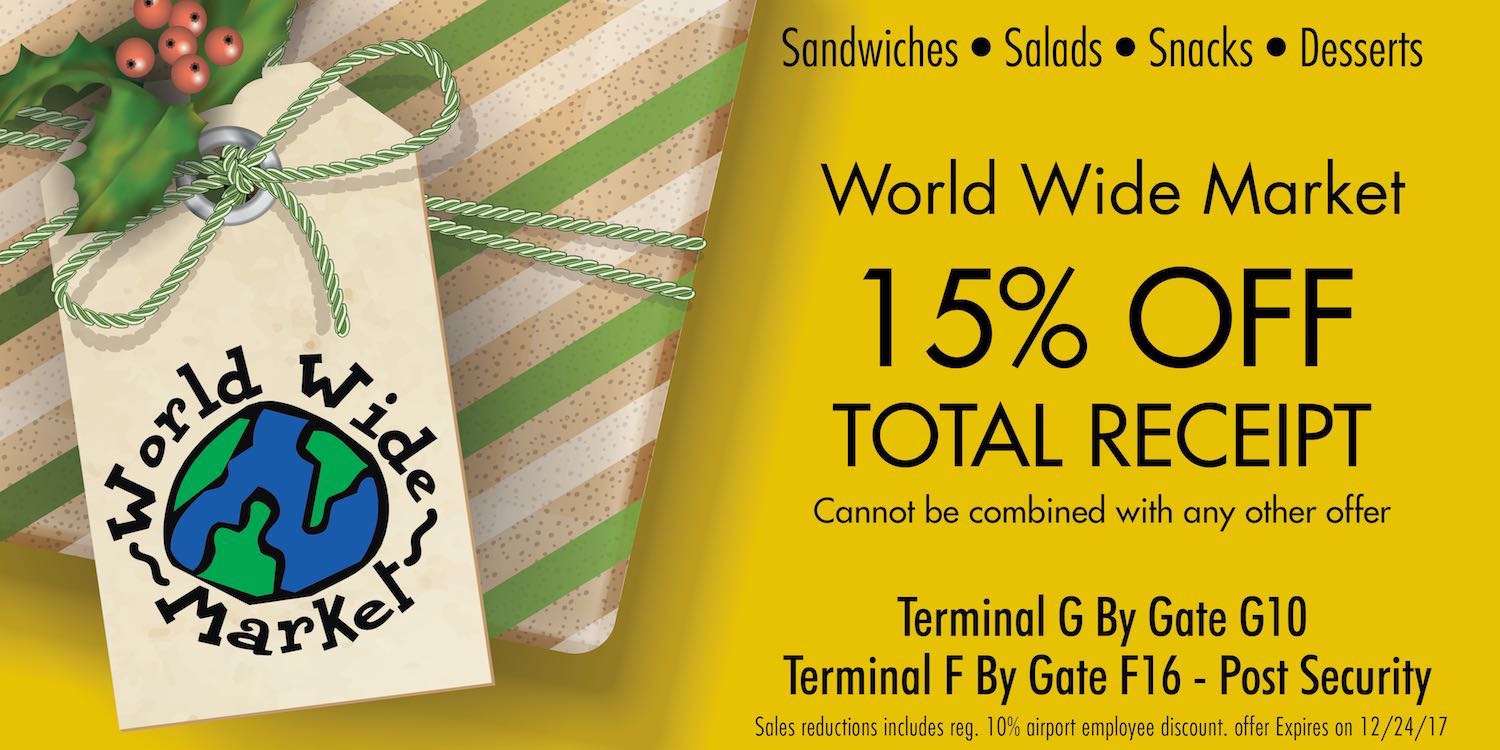 World Wide
Market
Sandwiches • Salads • Snacks • Desserts
World Wide Market
15% OFF
TOTAL RECEIPT
Cannot be combined with any other offer
Terminal G By Gate G10
Terminal F By Gate F16 - Post Security
Sales reductions includes reg. 10% airport employee discount. offer Expires on 12/24/17